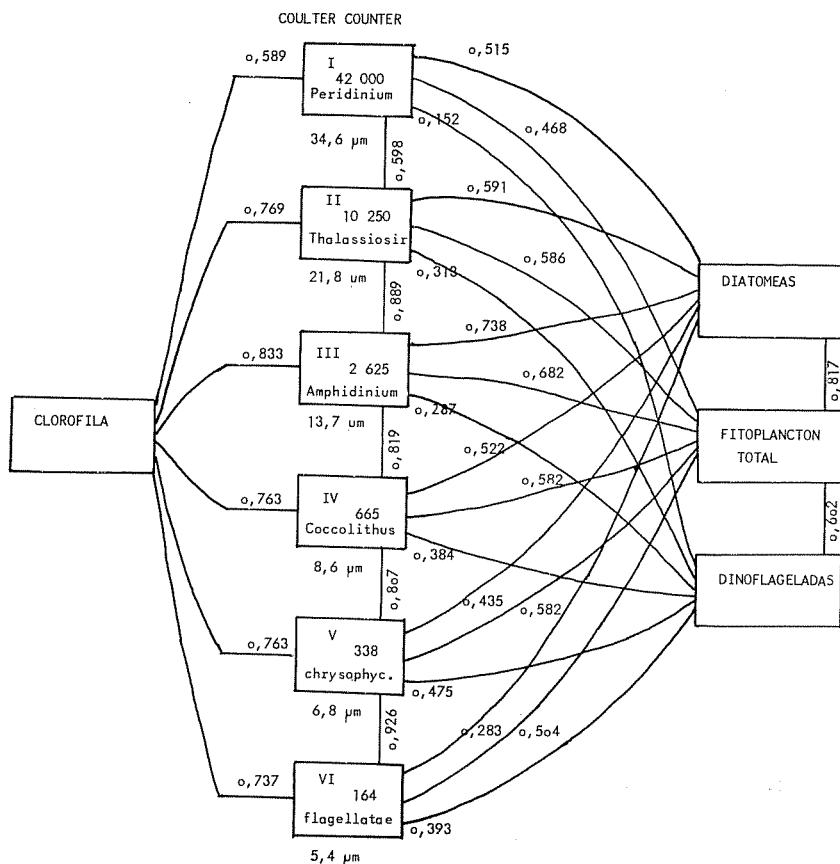 COULTER COUNTER
o,589
I
42 000
Peridinium
o,515
o,152
o,468
34,6 µm
o,598
o,769
II
10 250
Thalassiosir
o,591
o,586
o,318
21,8 um
o,889
DIATOMEAS
o,833
III
2 625
Amphidinium
o,738
o,682
o,287
13,7 um
o,819
o,817
CLOROFILA
FITOPLANCTON
TOTAL
o,522
o,582
o,763
IV
665
Coccolithus
o,384
8,6 µm
o,8o7
o,6o2
DINOFLAGELADAS
o,435
o,582
o,763
V
338
chrysophyc.
o,475
6,8 µm
o,926
o,283
o,5o4
o,737
VI
164
flagellatae
o,393
5,4 µm